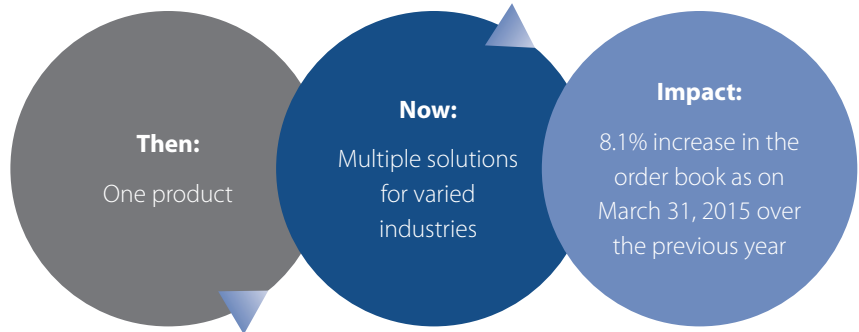 Then:
One product
Now:
Multiple solutions
for varied
industries
Impact:
8.1% increase in the
order book as on
March 31, 2015 over
the previous year